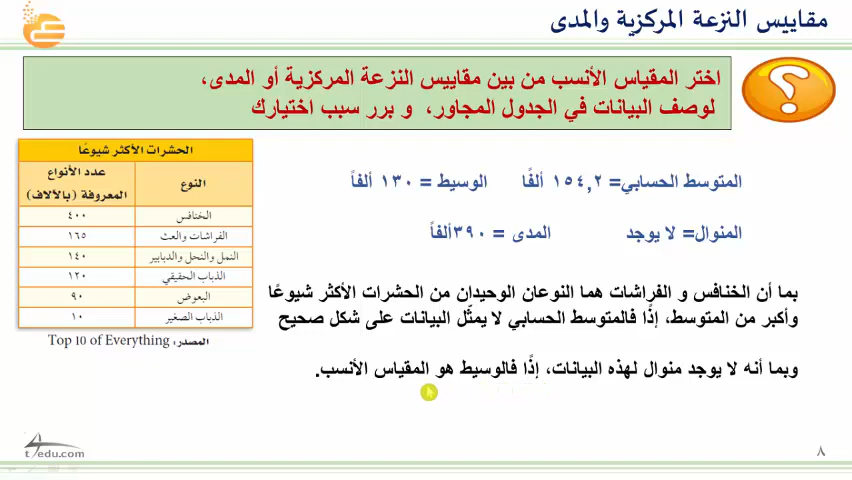 مقاييس النزعة المركزية والمدى
اختر المقياس الأنسب من بين مقاييس النزعة المركزية أو المدى،
لوصف البيانات في الجدول المجاور، و برر سبب اختيارك
الحشرات الأكثر شيوعًا
النوع عدد الأنواع المعروفة (بالآلاف)
الخنافس ٤٠٠
الفراشات والعث ١٦٥
النمل والنحل والدبابير ١٤٠
الذباب الحقيقي ١٢٠
البعوض ٩٠
الذباب الصغير ١٠
المصدر: Top 10 of Everything
المتوسط الحسابي= ١٥٤,٢ ألفًا الوسيط = ١٣٠ ألفاً
المنوال= لا يوجد المدى = ٣٩٠ألفاً
بما أن الخنافس و الفراشات هما النوعان الوحيدان من الحشرات الأكثر شيوعًا
وأكبر من المتوسط، إذًا فالمتوسط الحسابي لا يمثّل البيانات على شكل صحيح
وبما أنه لا يوجد منوال لهذه البيانات، إذًا فالوسيط هو المقياس الأنسب.
t4edu.com
٨